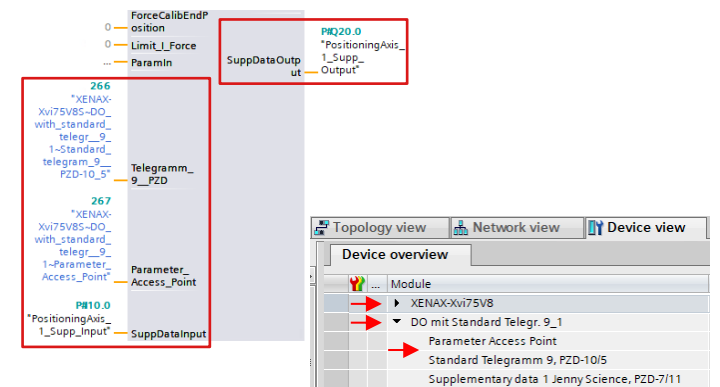 ForceCalibEndP
osition
0
Limit_I_Force
0
ParamIn
...
SuppDataOutp
ut
P#Q20.0
"PositioningAxis_
1_Supp_
Output"
266
"XENAX-
Xvi75V8S~DO_
with_standard_
telegr__9_
1~Standard_
telegram_9__
PZD-10_5"
Telegramm_
9__PZD
267
"XENAX-
Xvi75V8S~DO_
with_standard_
telegr__9_
1~Parameter_
Access_Point"
Parameter_
Access_Point
P#I10.0
"PositioningAxis_
1_Supp_Input"
SuppDataInput
Topology view
Network view
Device view
Device overview
... Module
XENAX-Xvi75V8
DO mit Standard Telegr. 9_1
Parameter Access Point
Standard Telegramm 9, PZD-10/5
Supplementary data 1 Jenny Science, PZD-7/11